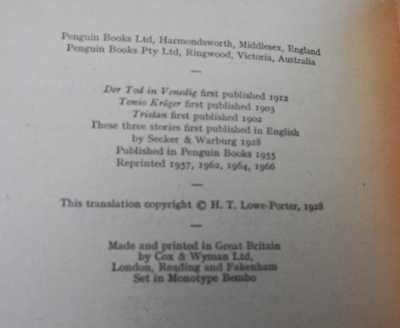 Penguin Books Ltd, Harmondsworth, Middlesex, England
Penguin Books Pty Ltd, Ringwood, Victoria, Australia
—
Der Tod in Venedig first published 1912
Tonio Kröger first published 1903
Tristan first published 1902
These three stories first published in English
by Secker & Warburg 1928
Published in Penguin Books 1955
Reprinted 1957, 1962, 1964, 1966
—
This translation copyright © H. T. Lowe-Porter, 1928
—
Made and printed in Great Britain
by Cox & Wyman Ltd,
London, Reading and Fakenham
Set in Monotype Bembo